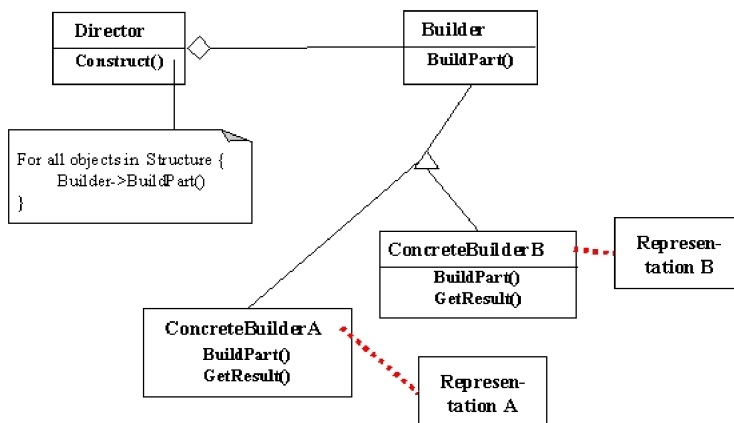 Director
Construct()
Builder
BuildPart()
For all objects in Structure {
Builder->BuildPart()
}
ConcreteBuilderB
BuildPart()
GetResult()
Represen-
tation B
ConcreteBuilderA
BuildPart()
GetResult()
Represen-
tation A